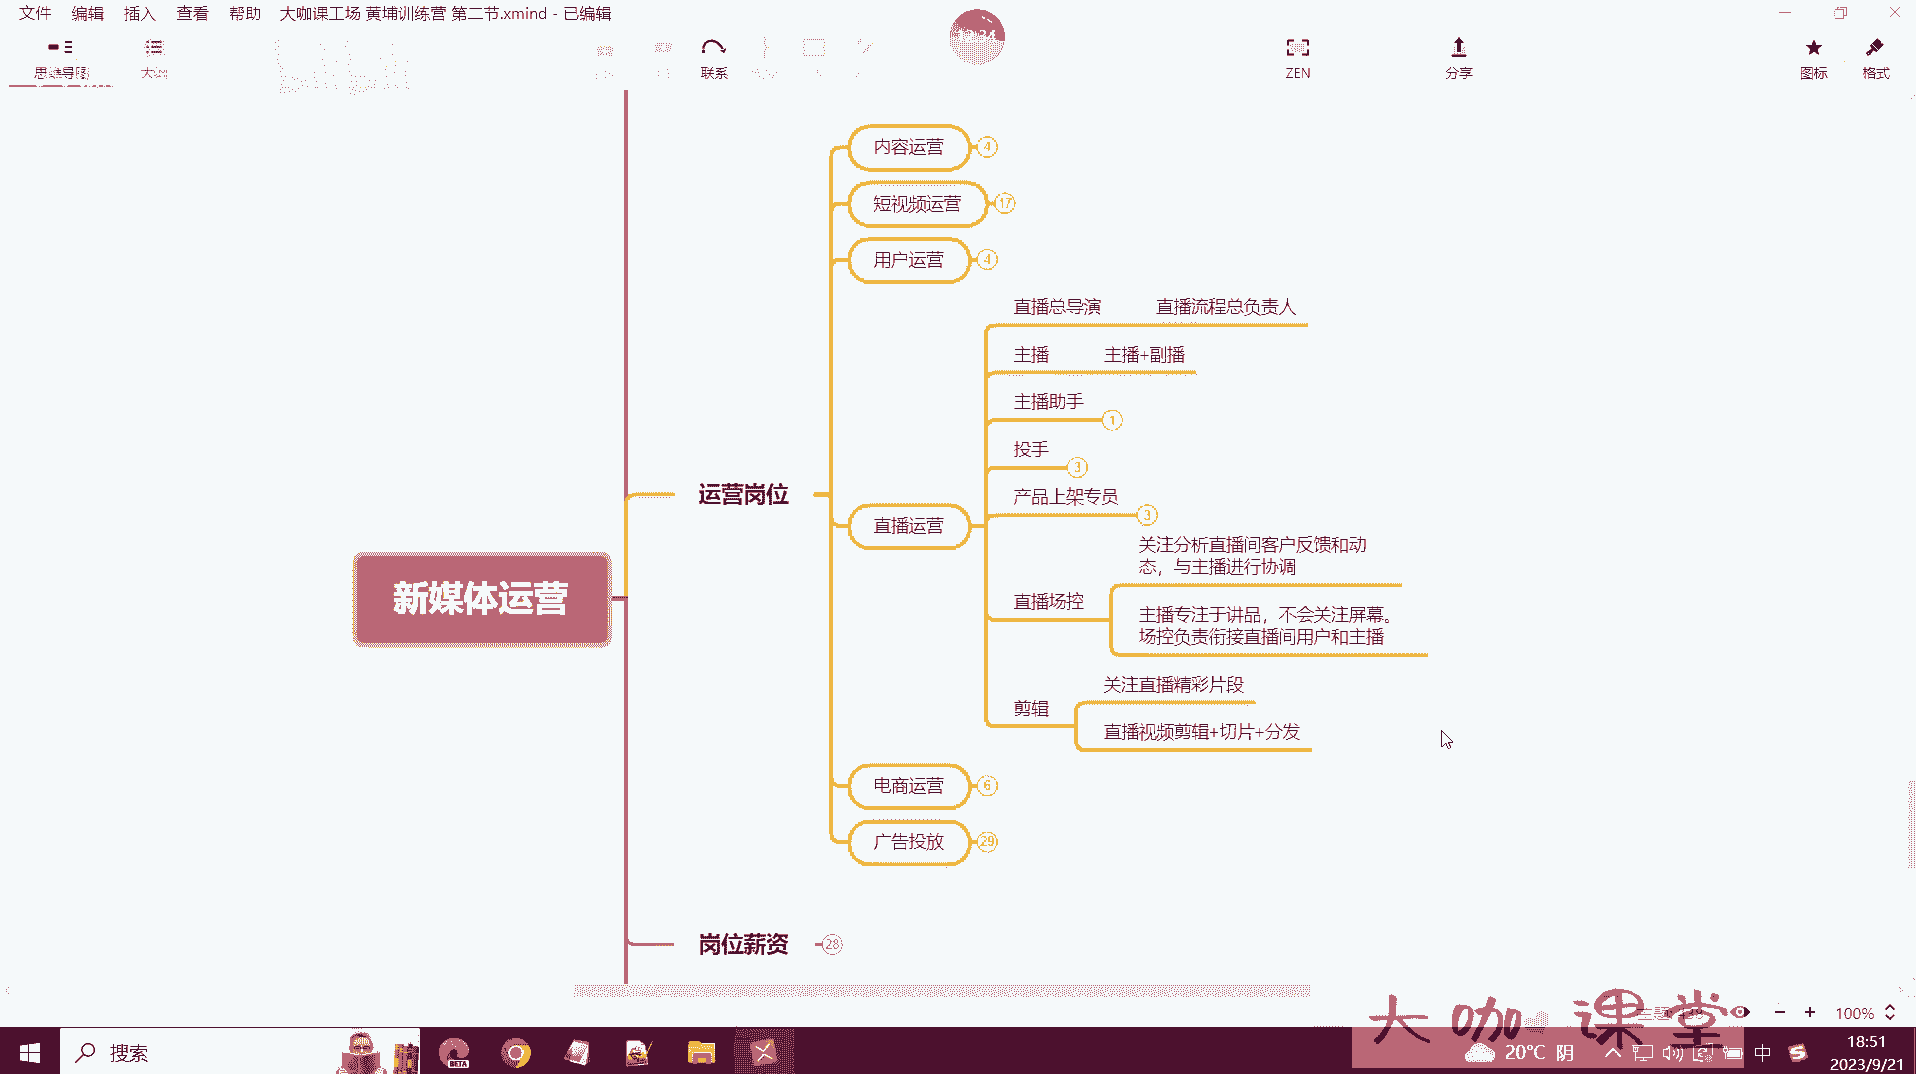 文件 编辑 插入 查看 帮助 大咖课工场 黄埔训练营 第二节.xmind - 已编辑
思维导图 大纲 联系 ZEN 分享 图标 格式
内容运营 4
短视频运营 17
用户运营 4
直播总导演 直播流程总负责人
主播 主播+副播
主播助手 1
投手 3
运营岗位
产品上架专员 3
直播运营
关注分析直播间客户反馈和动
态，与主播进行协调
直播场控
主播专注于讲品，不会关注屏幕。
场控负责衔接直播间用户和主播
新媒体运营
关注直播精彩片段
剪辑
直播视频剪辑+切片+分发
电商运营 6
广告投放 29
岗位薪资 28
大咖课堂
100%
搜索
BETA
20°C 阴
中
18:51
2023/9/21